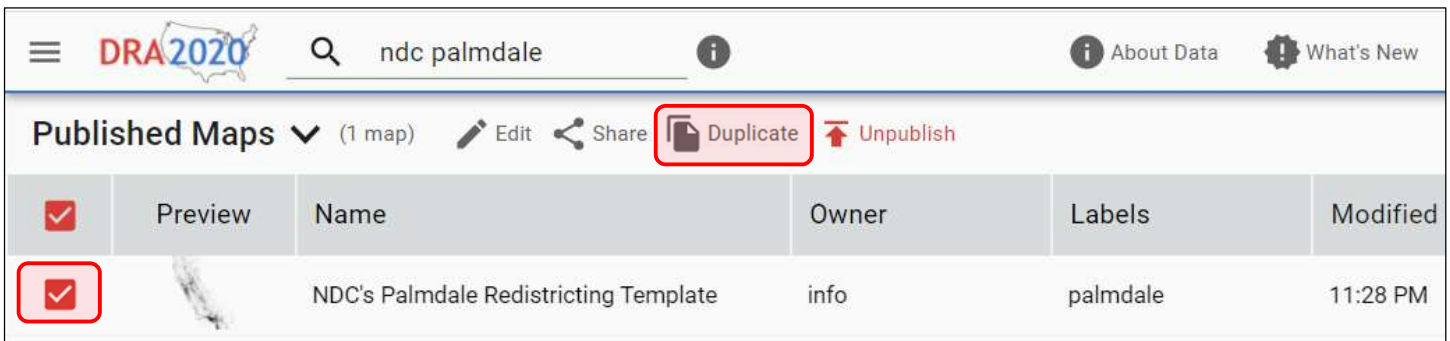 DRA2020 ndc palmdale About Data What's New
Published Maps (1 map) Edit Share Duplicate Unpublish
Preview Name Owner Labels Modified
NDC's Palmdale Redistricting Template info palmdale 11:28 PM